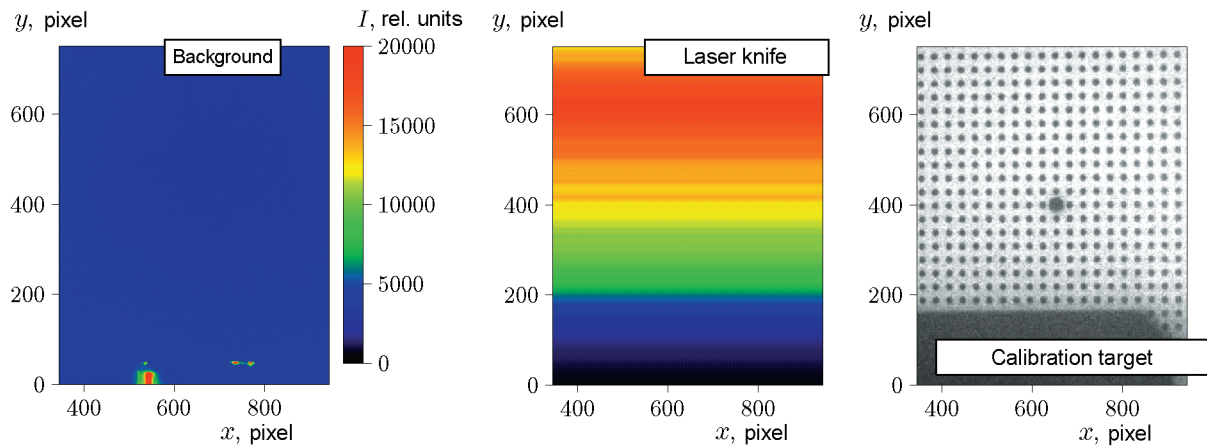 y, pixel
I, rel. units
Background
20000
15000
10000
5000
0
600
400
200
0
400
600
800
x, pixel
y, pixel
Laser knife
600
400
200
0
400
600
800
x, pixel
y, pixel
Calibration target
600
400
200
0
400
600
800
x, pixel